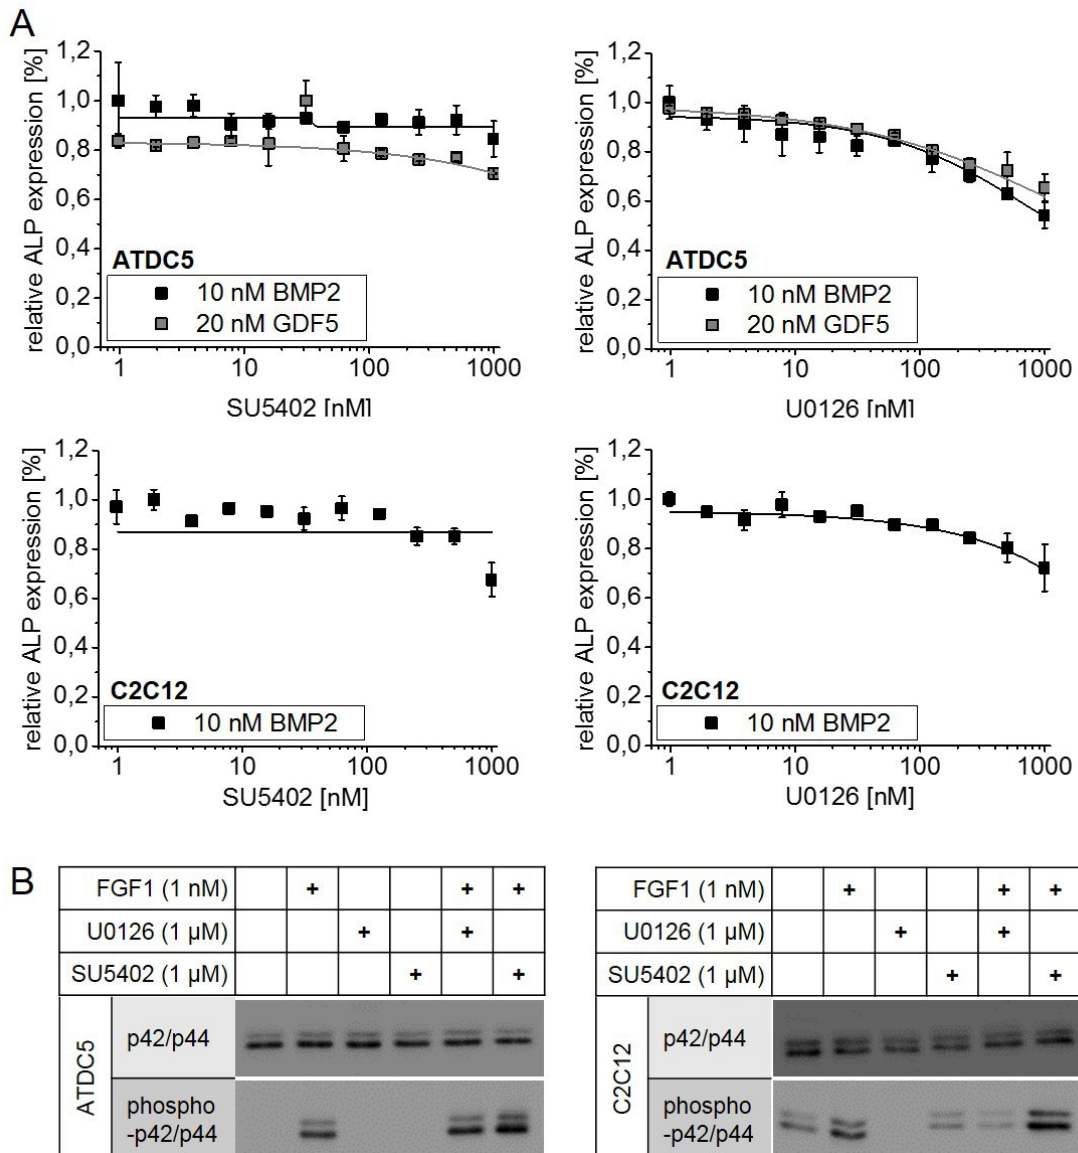 A
relative ALP expression [%]
1,2
1,0
0,8
0,6
0,4
0,2
0,0
ATDC5
10 nM BMP2
20 nM GDF5
1 10 100 1000
SU5402 [nM]
relative ALP expression [%]
1,2
1,0
0,8
0,6
0,4
0,2
0,0
ATDC5
10 nM BMP2
20 nM GDF5
1 10 100 1000
U0126 [nM]
relative ALP expression [%]
1,2
1,0
0,8
0,6
0,4
0,2
0,0
C2C12
10 nM BMP2
1 10 100 1000
SU5402 [nM]
relative ALP expression [%]
1,2
1,0
0,8
0,6
0,4
0,2
0,0
C2C12
10 nM BMP2
1 10 100 1000
U0126 [nM]
B
FGF1 (1 nM) + + +
U0126 (1 µM) + +
SU5402 (1 µM) + +
ATDC5
p42/p44
phospho
-p42/p44
FGF1 (1 nM) + + +
U0126 (1 µM) + +
SU5402 (1 µM) + +
C2C12
p42/p44
phospho
-p42/p44